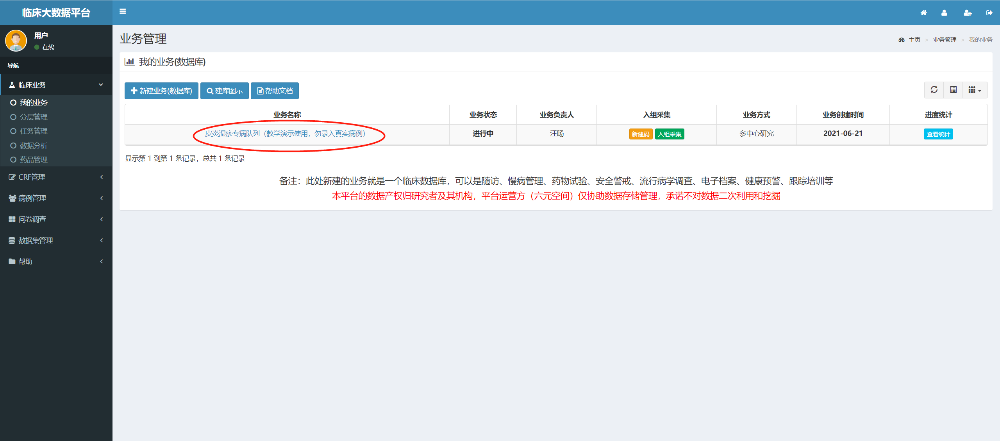 临床大数据平台
用户
在线
导航
临床业务
我的业务
分层管理
任务管理
数据分析
药品管理
CRF管理
病例管理
问卷调查
数据集管理
帮助
业务管理
主页 > 业务管理 > 我的业务
我的业务(数据库)
新建业务(数据库) 建库图示 帮助文档
业务名称 业务状态 业务负责人 入组采集 业务方式 业务创建时间 进度统计
皮炎湿疹专病队列（教学演示使用，勿录入真实病例） 进行中 汪旸 新建码 入组采集 多中心研究 2021-06-21 查看统计
显示第 1 到第 1 条记录，总共 1 条记录
备注：此处新建的业务就是一个临床数据库，可以是随访、慢病管理、药物试验、安全警戒、流行病学调查、电子档案、健康预警、跟踪培训等
本平台的数据产权归研究者及其机构，平台运营方（六元空间）仅协助数据存储管理，承诺不对数据二次利用和挖掘